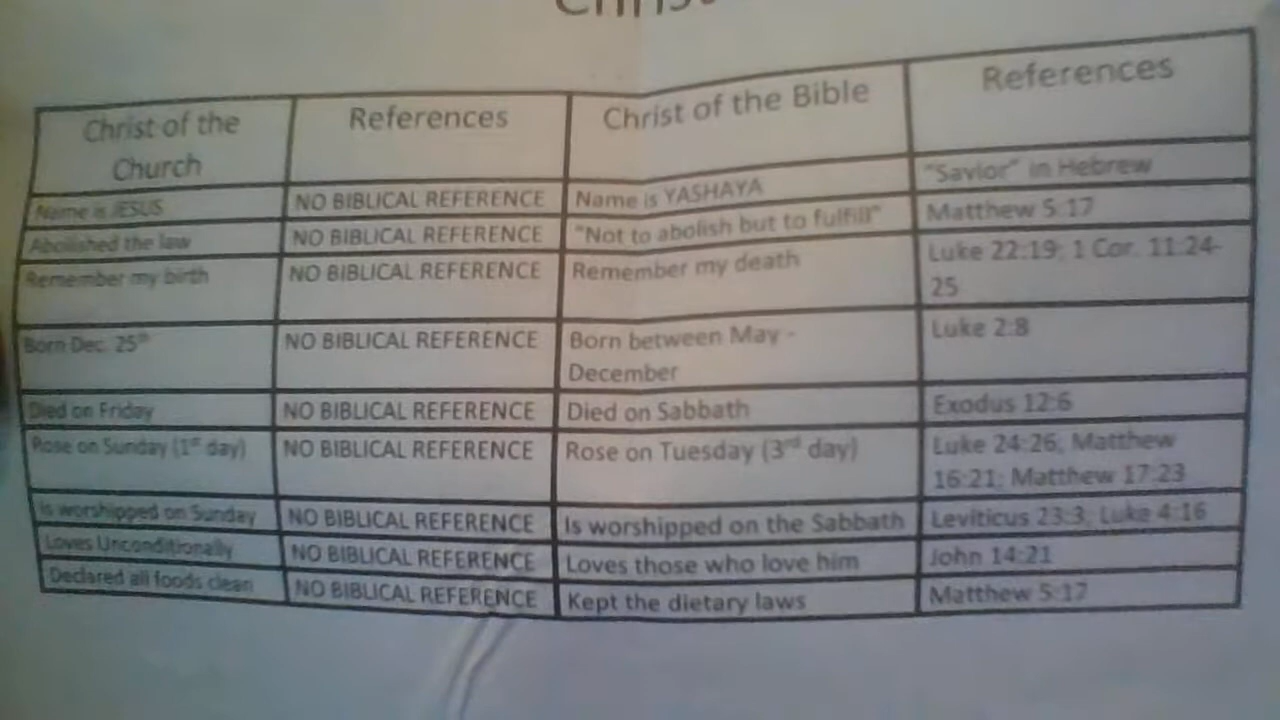 Christ of the
Church
References
Christ of the Bible
References
Name is JESUS
NO BIBLICAL REFERENCE
Name is YASHAYA
"Savior" in Hebrew
Abolished the law
NO BIBLICAL REFERENCE
"Not to abolish but to fulfill"
Matthew 5:17
Remember my birth
NO BIBLICAL REFERENCE
Remember my death
Luke 22:19; 1 Cor. 11:24-
25
Born Dec. 25th
NO BIBLICAL REFERENCE
Born between May -
December
Luke 2:8
Died on Friday
NO BIBLICAL REFERENCE
Died on Sabbath
Exodus 12:6
Rose on Sunday (1st day)
NO BIBLICAL REFERENCE
Rose on Tuesday (3rd day)
Luke 24:26; Matthew
16:21; Matthew 17:23
Is worshipped on Sunday
NO BIBLICAL REFERENCE
Is worshipped on the Sabbath
Leviticus 23:3; Luke 4:16
Loves Unconditionally
NO BIBLICAL REFERENCE
Loves those who love him
John 14:21
Declared all foods clean
NO BIBLICAL REFERENCE
Kept the dietary laws
Matthew 5:17